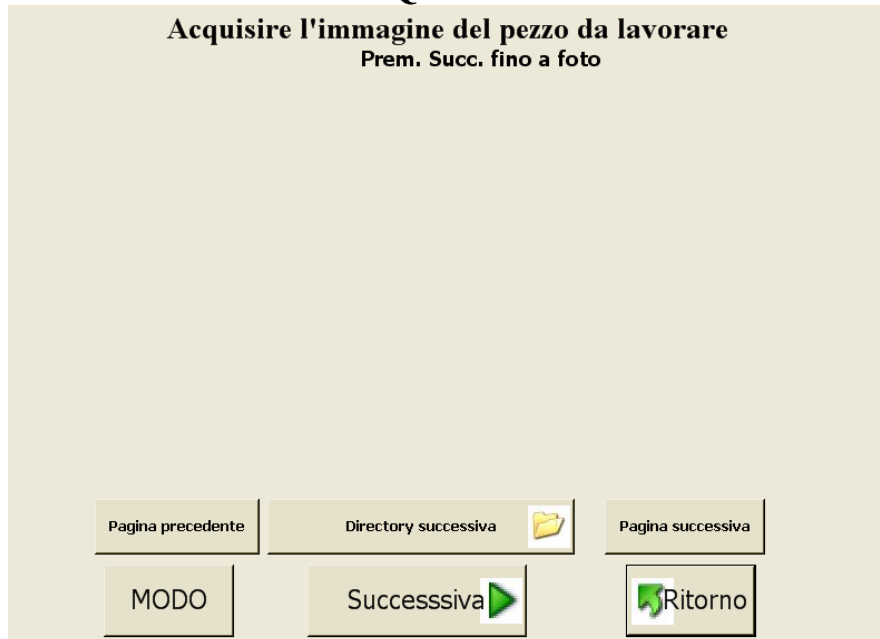 Acquisire l'immagine del pezzo da lavorare
Prem. Succ. fino a foto
Pagina precedente
Directory successiva
Pagina successiva
MODO
Successsiva
Ritorno